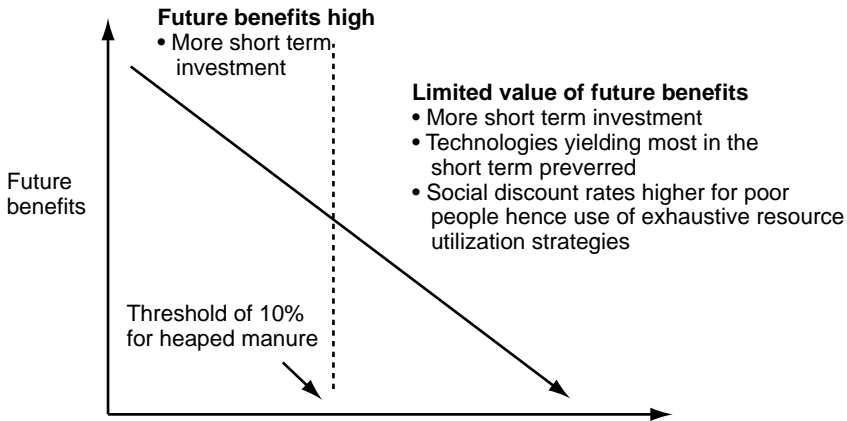 Future benefits high
• More short term
investment
Limited value of future benefits
• More short term investment
• Technologies yielding most in the
short term preverred
• Social discount rates higher for poor
people hence use of exhaustive resource
utilization strategies
Future
benefits
Threshold of 10%
for heaped manure